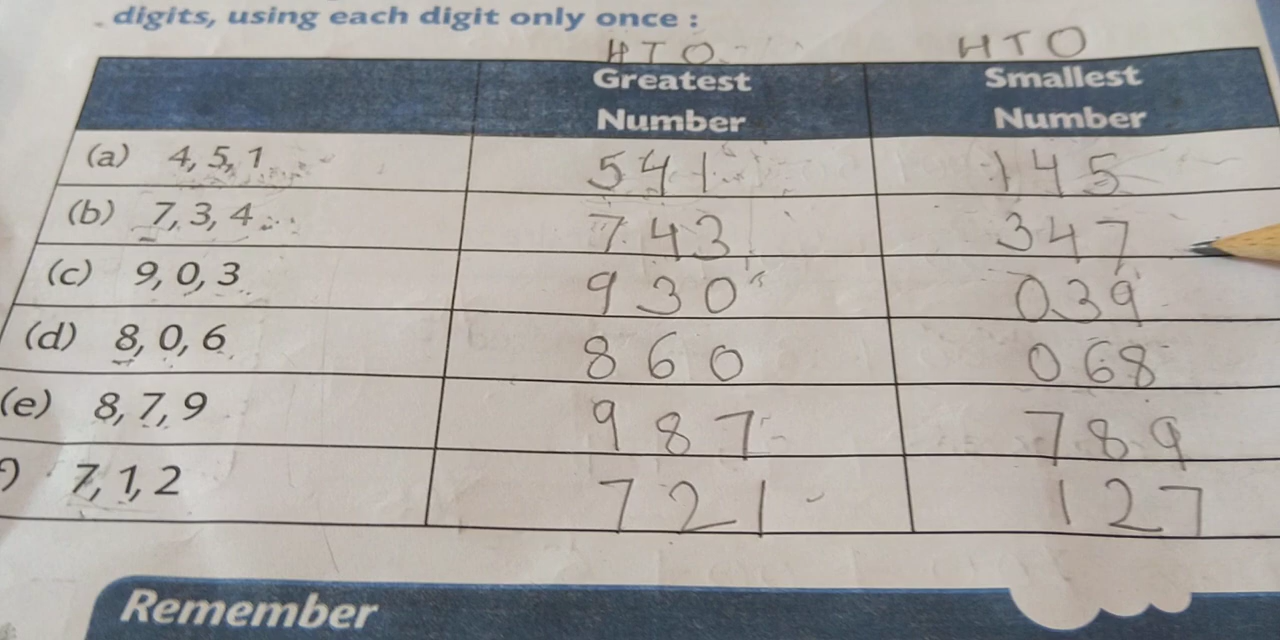 digits, using each digit only once :
HTO HTO
Greatest Number Smallest Number
(a) 4, 5, 1 541 145
(b) 7, 3, 4 743 347
(c) 9, 0, 3 930 039
(d) 8, 0, 6 860 068
(e) 8, 7, 9 987 789
) 7, 1, 2 721 127
Remember